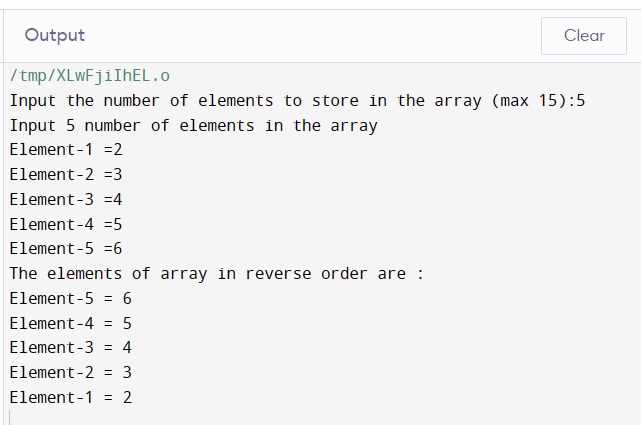 Output
Clear
/tmp/XLwFjiIhEL.o
Input the number of elements to store in the array (max 15):5
Input 5 number of elements in the array
Element-1 =2
Element-2 =3
Element-3 =4
Element-4 =5
Element-5 =6
The elements of array in reverse order are :
Element-5 = 6
Element-4 = 5
Element-3 = 4
Element-2 = 3
Element-1 = 2